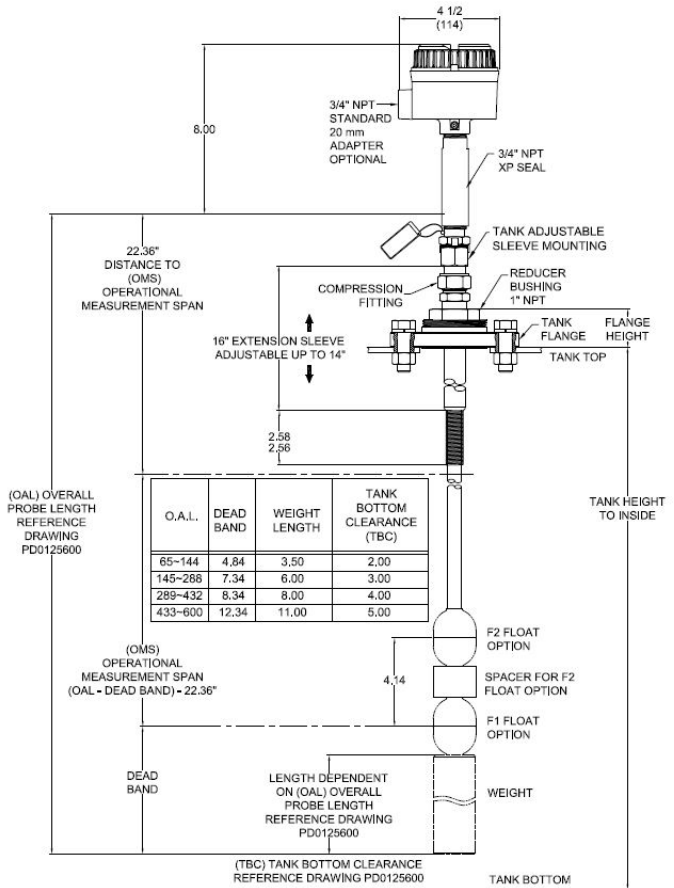 4 1/2
(114)
8.00
3/4" NPT
STANDARD
20 mm
ADAPTER
OPTIONAL
3/4" NPT
XP SEAL
22.36"
DISTANCE TO
(OMS)
OPERATIONAL
MEASUREMENT SPAN
TANK ADJUSTABLE
SLEEVE MOUNTING
COMPRESSION
FITTING
REDUCER
BUSHING
1" NPT
16" EXTENSION SLEEVE
ADJUSTABLE UP TO 14"
TANK
FLANGE
FLANGE
HEIGHT
TANK TOP
2.58
2.56
(OAL) OVERALL
PROBE LENGTH
REFERENCE
DRAWING
PD0125600
TANK HEIGHT
TO INSIDE
O.A.L. DEAD BAND WEIGHT LENGTH TANK BOTTOM CLEARANCE (TBC)
65~144 4.84 3.50 2.00
145~288 7.34 6.00 3.00
289~432 8.34 8.00 4.00
433~600 12.34 11.00 5.00
(OMS)
OPERATIONAL
MEASUREMENT SPAN
(OAL - DEAD BAND) - 22.36"
4.14
F2 FLOAT
OPTION
SPACER FOR F2
FLOAT OPTION
F1 FLOAT
OPTION
DEAD
BAND
LENGTH DEPENDENT
ON (OAL) OVERALL
PROBE LENGTH
REFERENCE DRAWING
PD0125600
WEIGHT
(TBC) TANK BOTTOM CLEARANCE
REFERENCE DRAWING PD0125600
TANK BOTTOM